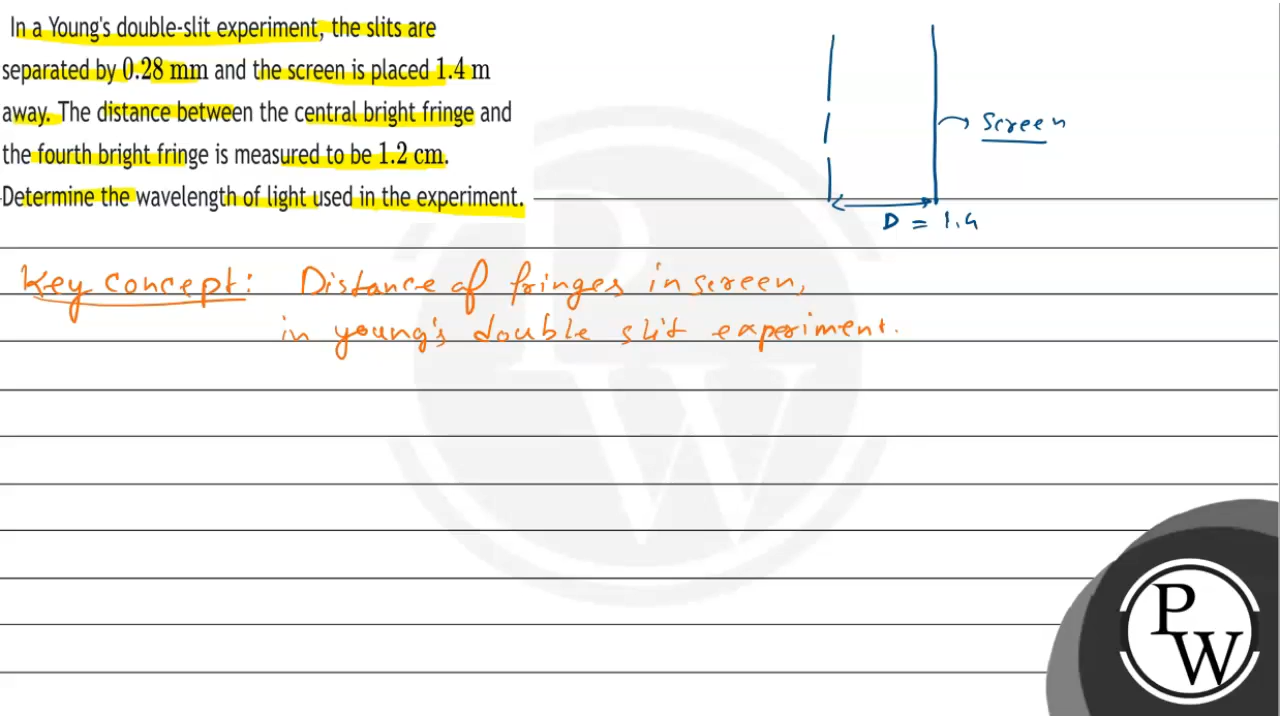 In a Young's double-slit experiment, the slits are
separated by 0.28 mm and the screen is placed 1.4 m
away. The distance between the central bright fringe and
the fourth bright fringe is measured to be 1.2 cm.
Determine the wavelength of light used in the experiment.
Screen
D = 1.4
Key concept: Distance of fringes in screen,
in young's double slit experiment.
PW
PW